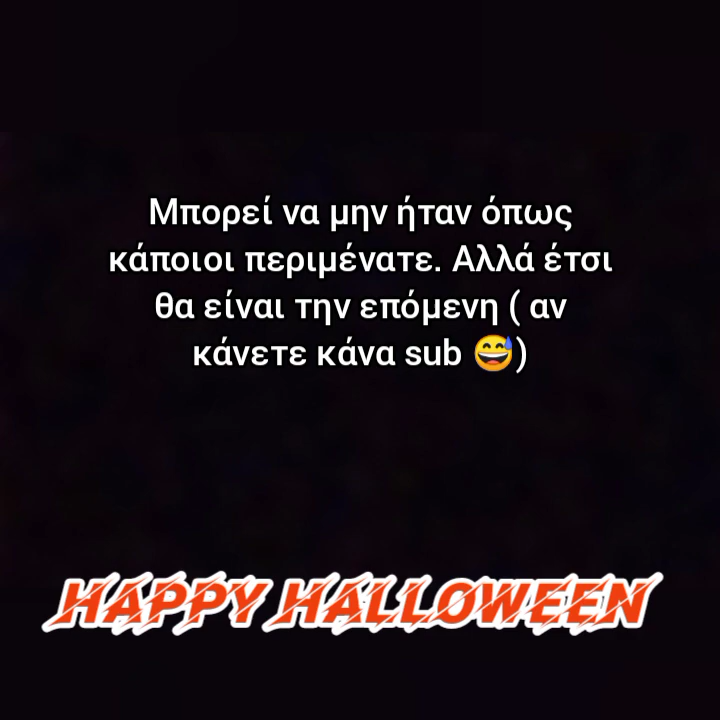 Μπορεί να μην ήταν όπως
κάποιοι περιμένατε. Αλλά έτσι
θα είναι την επόμενη ( αν
κάνετε κάνα sub 😅)
HAPPY HALLOWEEN